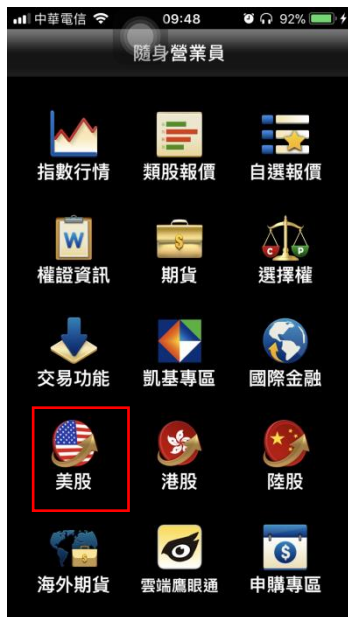 中華電信 09:48 92%
隨身營業員
指數行情 類股報價 自選報價
W $ C P
權證資訊 期貨 選擇權
交易功能 凱基專區 國際金融
美股 港股 陸股
$
海外期貨 雲端鷹眼通 申購專區